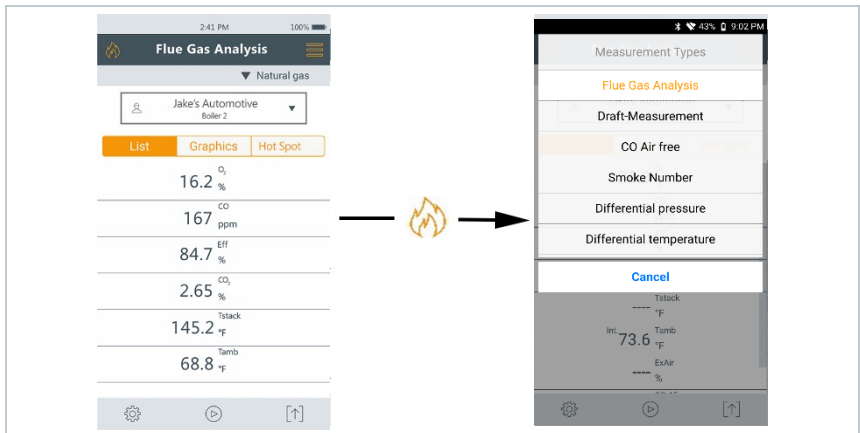 2:41 PM 100%
Flue Gas Analysis
▼ Natural gas
Jake's Automotive ▼
Boiler 2
List Graphics Hot Spot
16.2 O₂ %
167 CO ppm
84.7 Eff %
2.65 CO₂ %
145.2 Tstack °F
68.8 Tamb °F
43% 9:02 PM
Measurement Types
Flue Gas Analysis
Draft-Measurement
CO Air free
Smoke Number
Differential pressure
Differential temperature
Cancel
---- Tstack °F
Int. 73.6 Tamb °F
---- ExAir %